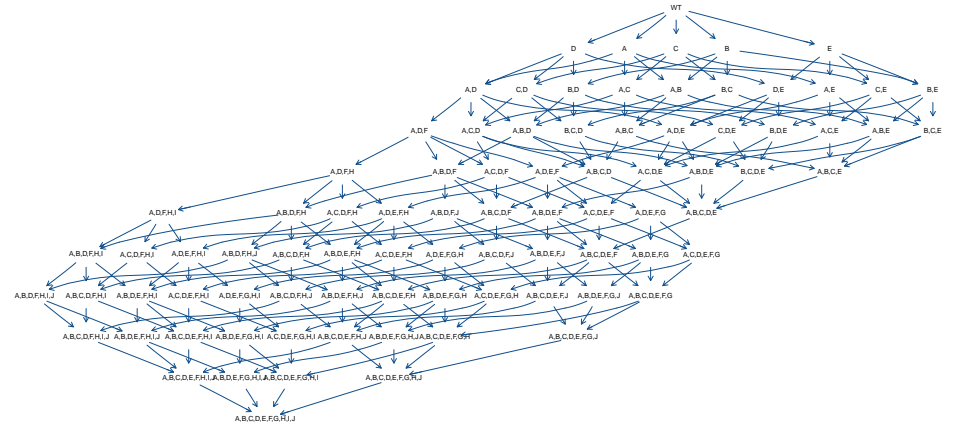 WT
D A C B E
A,D C,D B,D A,C A,B B,C D,E A,E C,E B,E
A,D,F A,C,D A,B,D B,C,D A,B,C A,D,E C,D,E B,D,E A,C,E A,B,E B,C,E
A,D,F,H A,B,D,F A,C,D,F A,D,E,F A,B,C,D A,C,D,E A,B,D,E B,C,D,E A,B,C,E
A,D,F,H,I A,B,D,F,H A,C,D,F,H A,D,E,F,H A,B,D,F,J A,B,C,D,F A,B,D,E,F A,C,D,E,F A,D,E,F,G A,B,C,D,E
A,B,D,F,H,I A,C,D,F,H,I A,D,E,F,H,I A,B,D,F,H,J A,B,C,D,F,H A,B,D,E,F,H A,C,D,E,F,H A,D,E,F,G,H A,B,C,D,F,J A,B,D,E,F,J A,B,C,D,E,F A,B,D,E,F,G A,C,D,E,F,G
A,B,D,F,H,I,J A,B,C,D,F,H,I A,B,D,E,F,H,I A,C,D,E,F,H,I A,D,E,F,G,H,I A,B,C,D,F,H,J A,B,D,E,F,H,J A,B,C,D,E,F,H A,B,D,E,F,G,H A,C,D,E,F,G,H A,B,C,D,E,F,J A,B,D,E,F,G,J A,B,C,D,E,F,G
A,B,C,D,F,H,I,J A,B,D,E,F,H,I,J A,B,C,D,E,F,H,I A,B,D,E,F,G,H,I A,C,D,E,F,G,H,I A,B,C,D,E,F,H,J A,B,D,E,F,G,H,J A,B,C,D,E,F,G,H A,B,C,D,E,F,G,J
A,B,C,D,E,F,H,I,J A,B,D,E,F,G,H,I,J A,B,C,D,E,F,G,H,I A,B,C,D,E,F,G,H,J
A,B,C,D,E,F,G,H,I,J